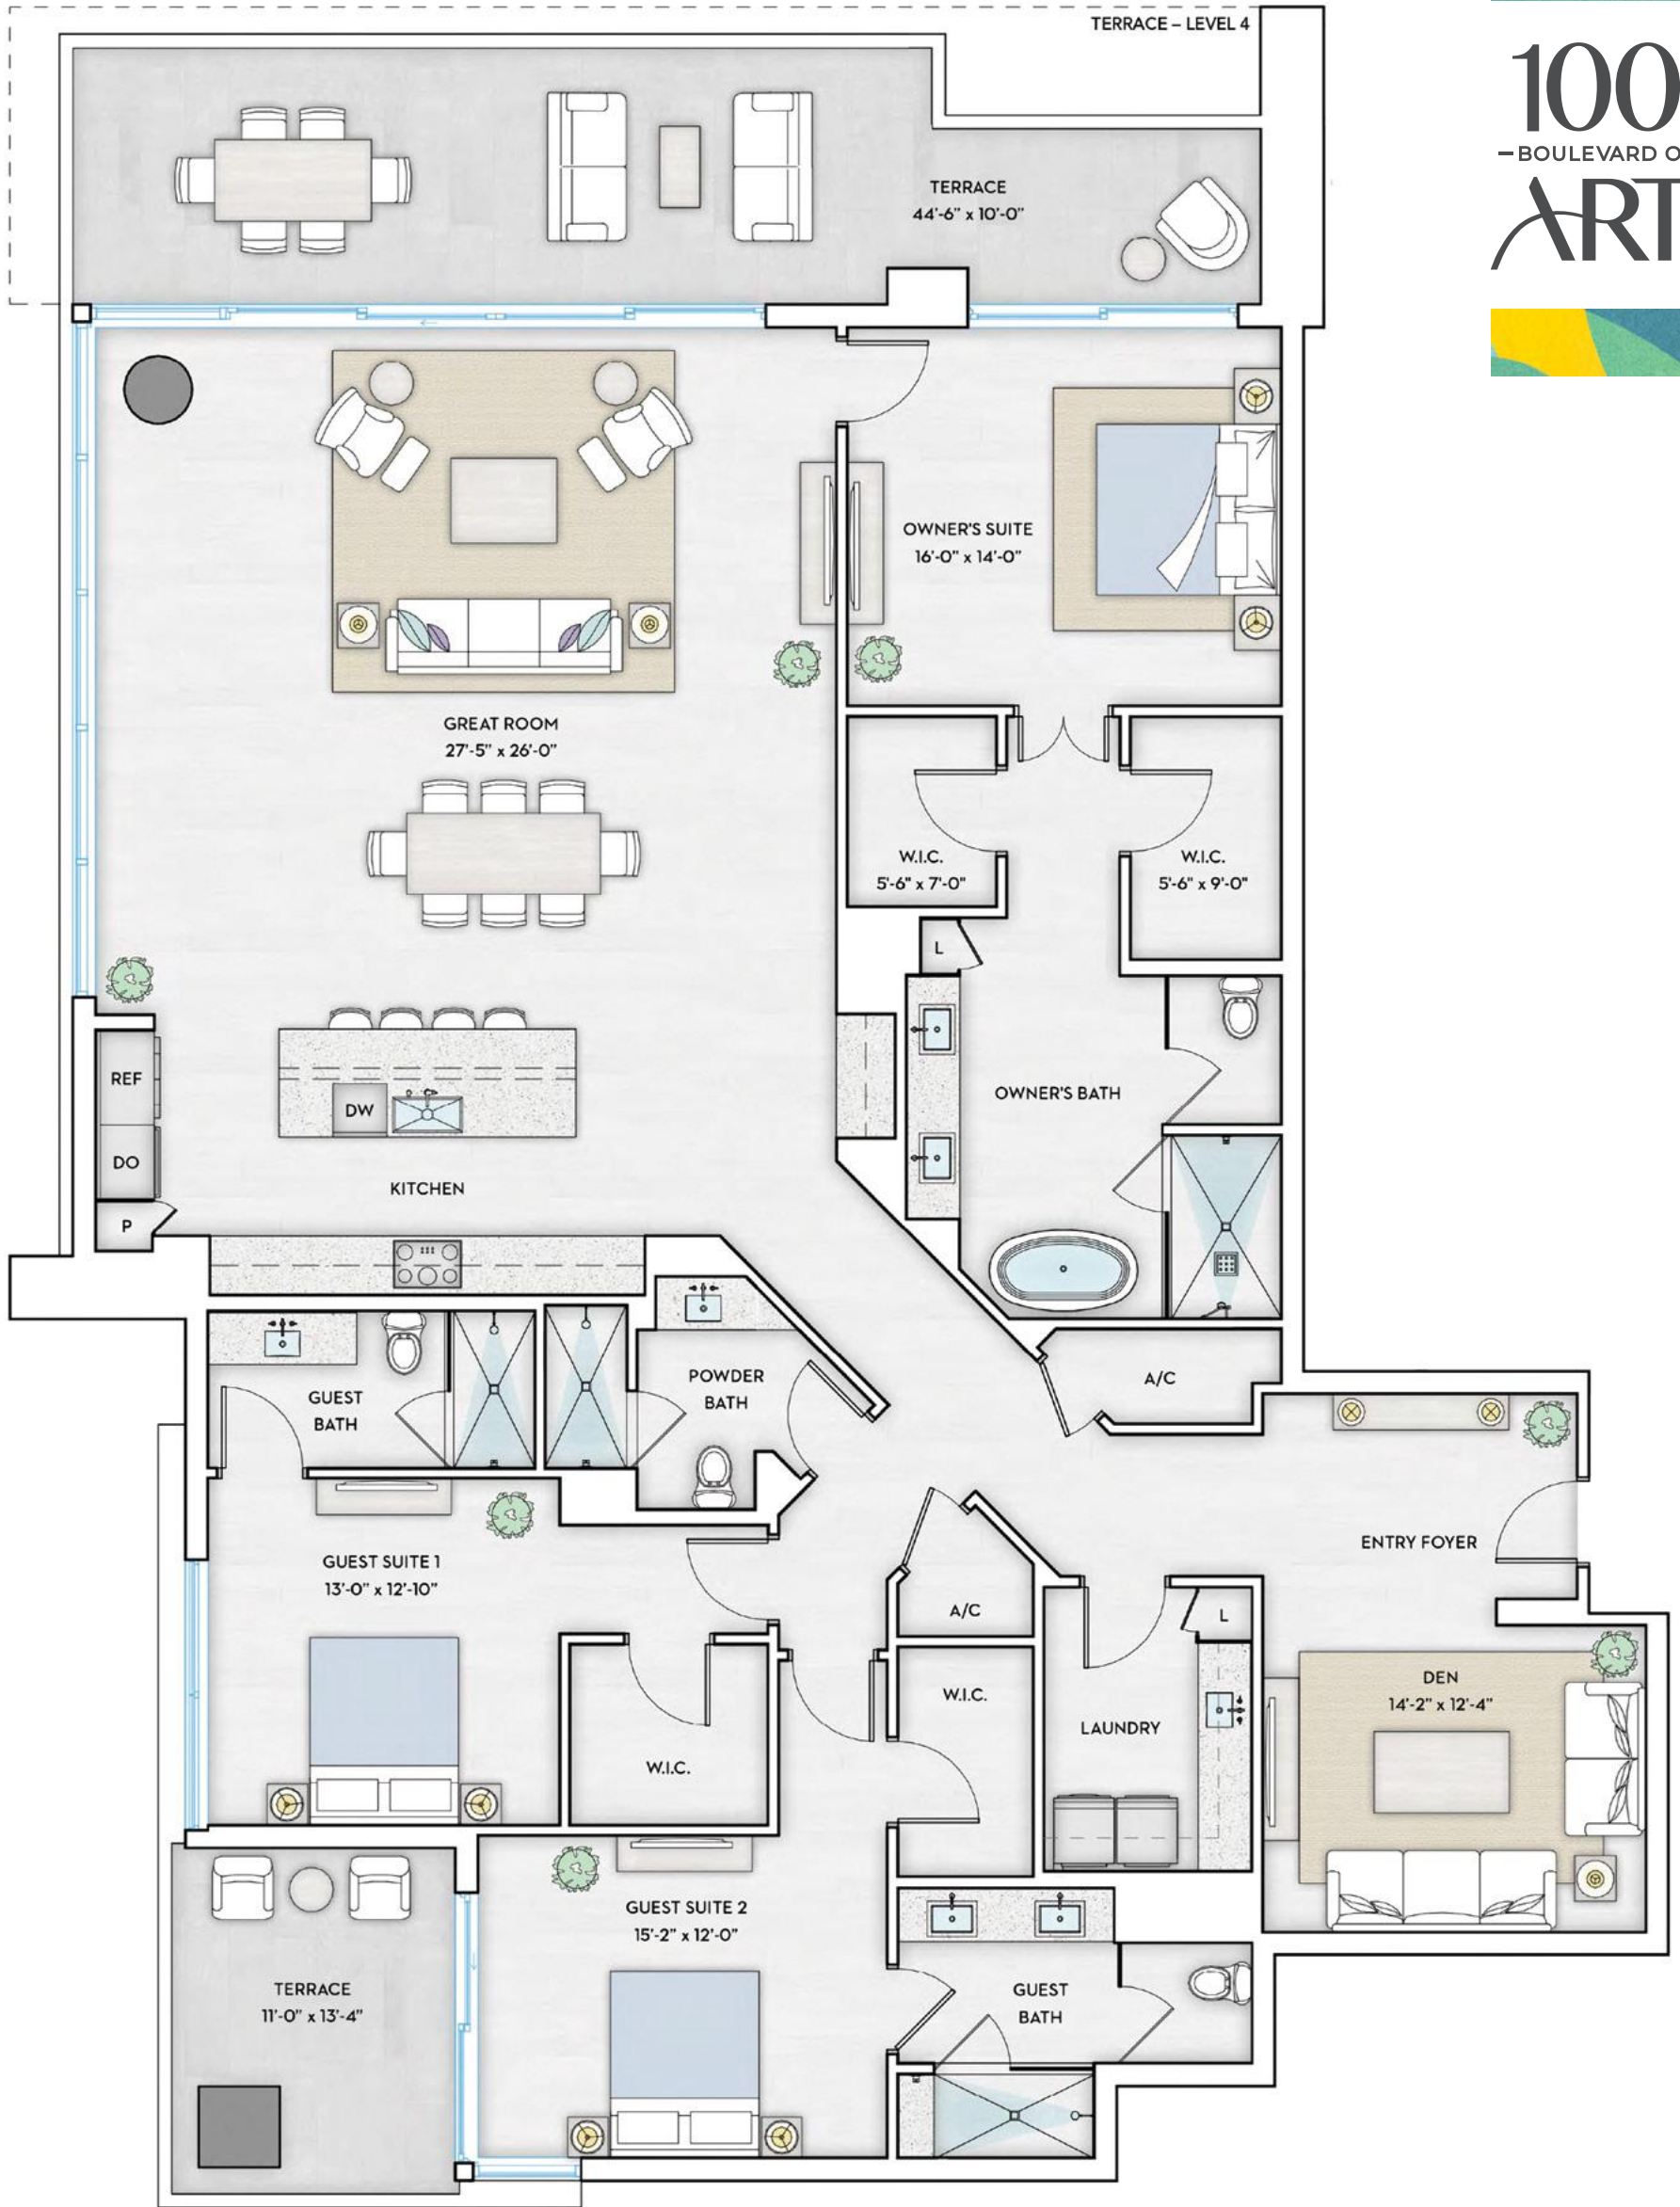 TERRACE – LEVEL 4
100
BOULEVARD O
ART
TERRACE
44'-6" x 10'-0"
OWNER'S SUITE
16'-0" x 14'-0"
GREAT ROOM
27'-5" x 26'-0"
W.I.C.
5'-6" x 7'-0"
W.I.C.
5'-6" x 9'-0"
L
REF
DW
OWNER'S BATH
DO
KITCHEN
P
POWDER
BATH
A/C
GUEST
BATH
ENTRY FOYER
GUEST SUITE 1
13'-0" x 12'-10"
A/C
L
W.I.C.
DEN
14'-2" x 12'-4"
LAUNDRY
W.I.C.
GUEST SUITE 2
15'-2" x 12'-0"
TERRACE
11'-0" x 13'-4"
GUEST
BATH